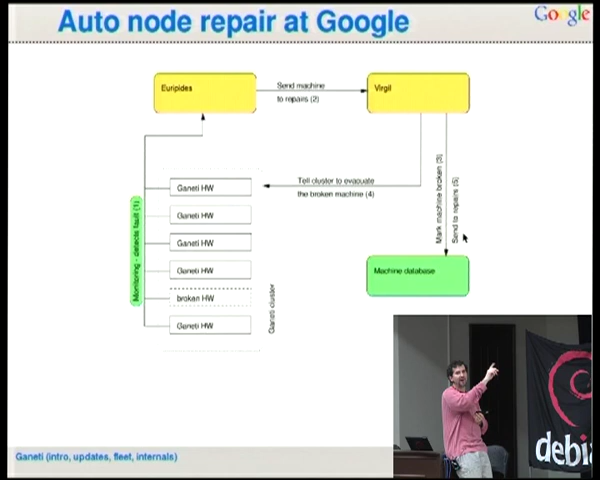 Auto node repair at Google
Google
Euripides
Send machine
to repairs (2)
Virgil
Mark machine broken (3)
Send to repairs (5)
Tell cluster to evacuate
the broken machine (4)
Monitoring - detects fault (1)
Ganeti HW
Ganeti HW
Ganeti HW
Ganeti HW
broken HW
Ganeti HW
Ganeti cluster
Machine database
debi
Ganeti (intro, updates, fleet, internals)